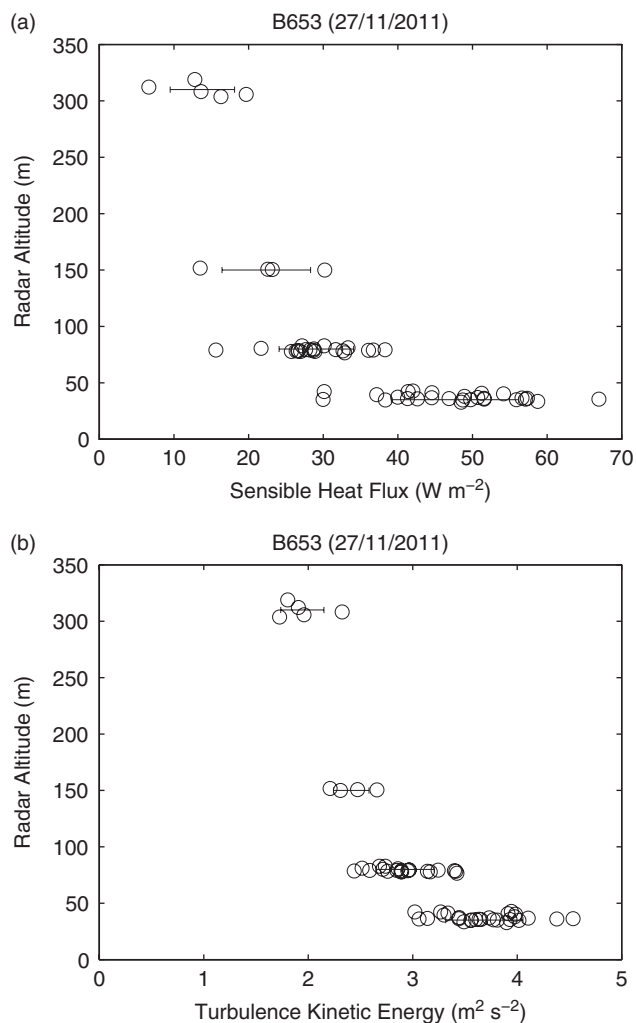 (a)
B653 (27/11/2011)
350
300
250
200
150
100
50
0
Radar Altitude (m)
0 10 20 30 40 50 60 70
Sensible Heat Flux (W m⁻²)
(b)
B653 (27/11/2011)
350
300
250
200
150
100
50
0
Radar Altitude (m)
0 1 2 3 4 5
Turbulence Kinetic Energy (m² s⁻²)